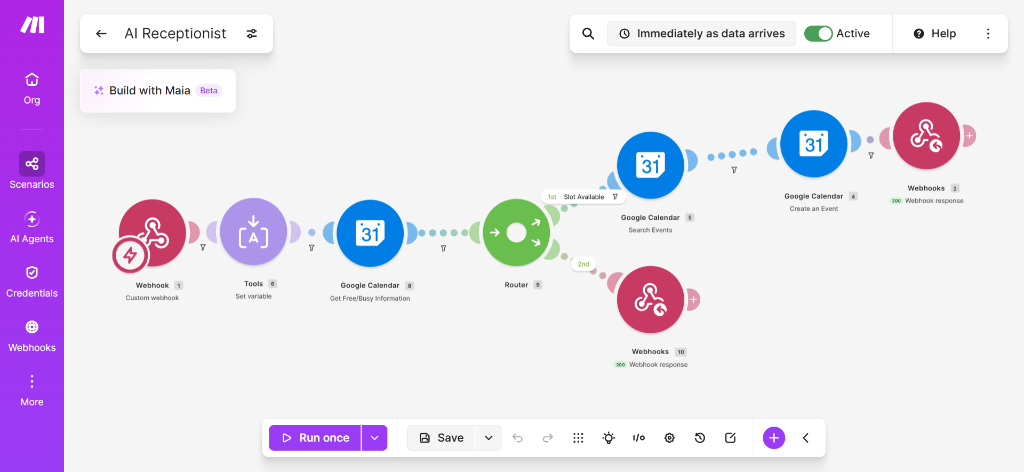 AI Receptionist
Immediately as data arrives
Active
Help
Build with Maia Beta
Org
Scenarios
AI Agents
Credentials
Webhooks
More
31
Google Calendar 5
Search Events
31
Google Calendar 4
Create an Event
Webhooks 2
200 Webhook response
1st Slot Available
Webhook 1
Custom webhook
[A]
Tools 6
Set variable
31
Google Calendar 8
Get Free/Busy Information
Router 9
2nd
Webhooks 10
200 Webhook response
Run once
Save
I/O